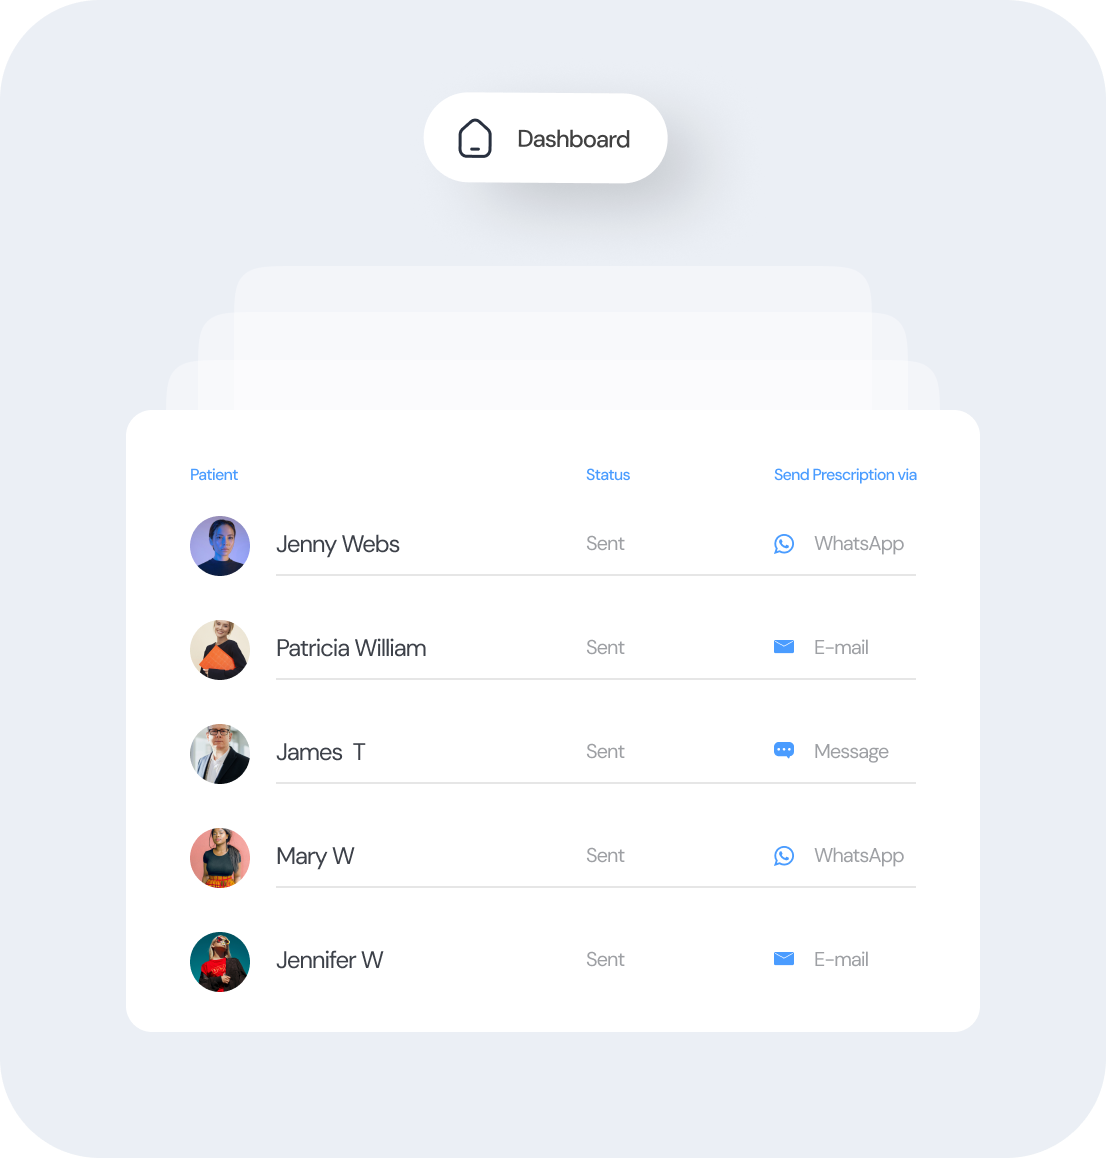 Dashboard
Patient Status Send Prescription via
Jenny Webs Sent WhatsApp
Patricia William Sent E-mail
James T Sent Message
Mary W Sent WhatsApp
Jennifer W Sent E-mail